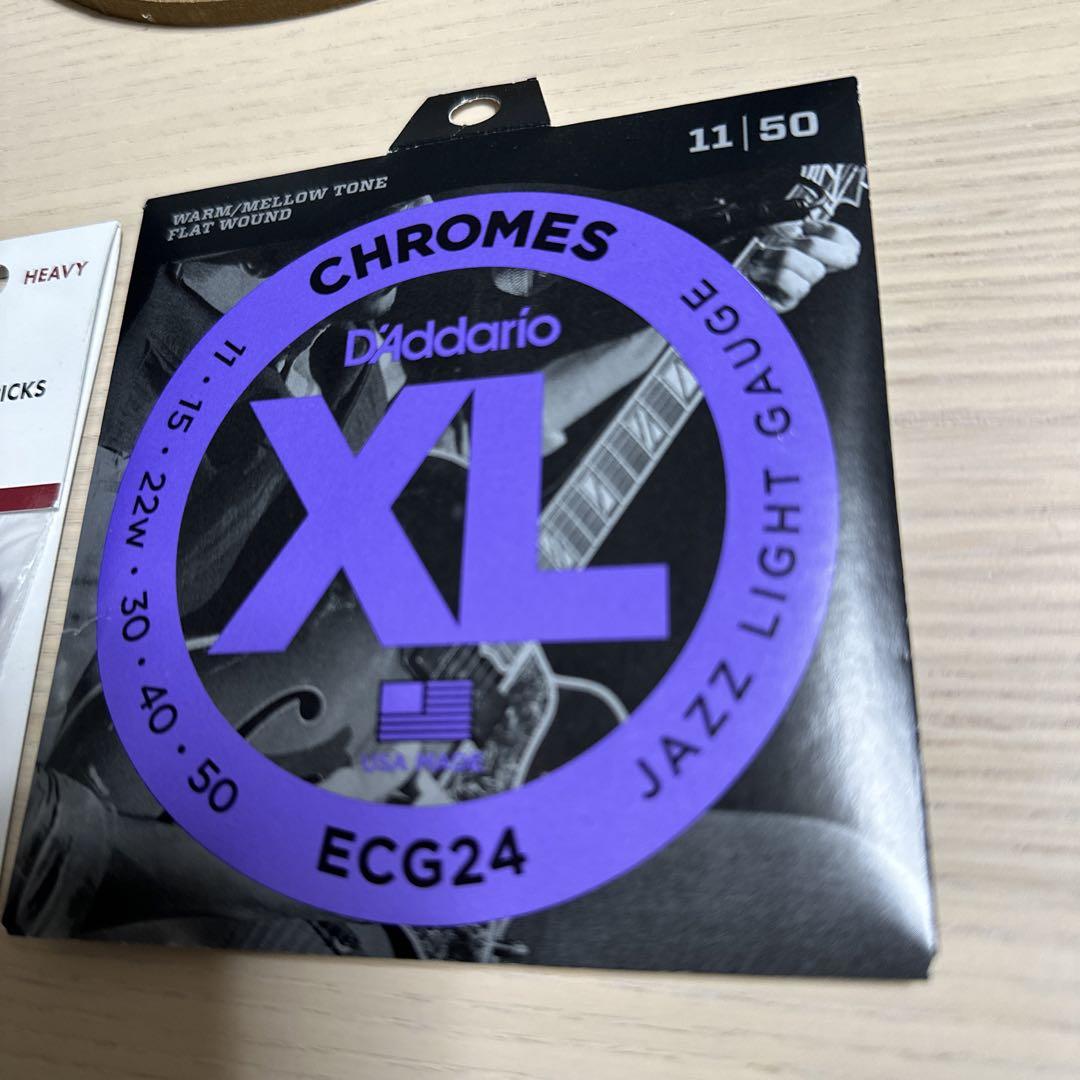 HEAVY
ICKS
11|50
WARM/MELLOW TONE
FLAT WOUND
CHROMES
D'Addario
XL
USA MADE
11 · 15 · 22W · 30 · 40 · 50
JAZZ LIGHT GAUGE
ECG24